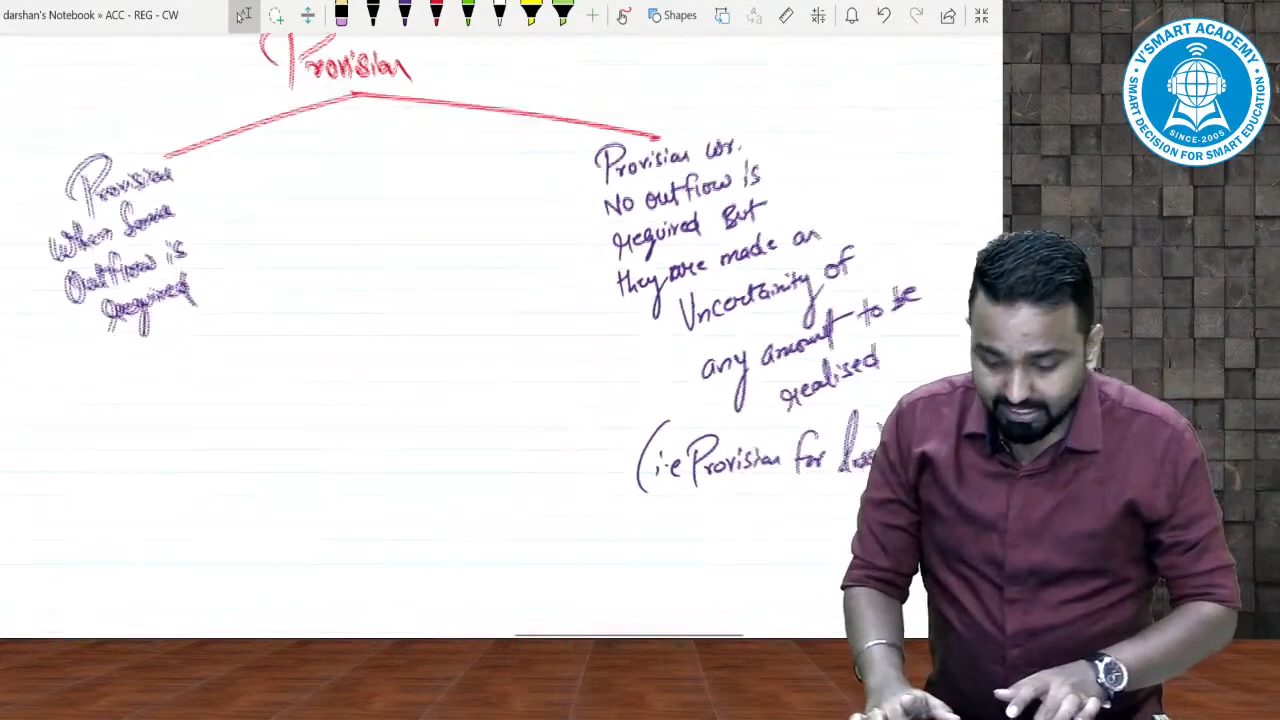 darshan's Notebook » ACC - REG - CW
Shapes
Provision
Provision
When Some
Outflow is
required
Provision wr.
No outflow is
required But
they are made on
Uncertainity of
any amount to be
realised
(i.e Provision for
V'SMART ACADEMY
SINCE-2005
SMART DECISION FOR SMART EDUCATION